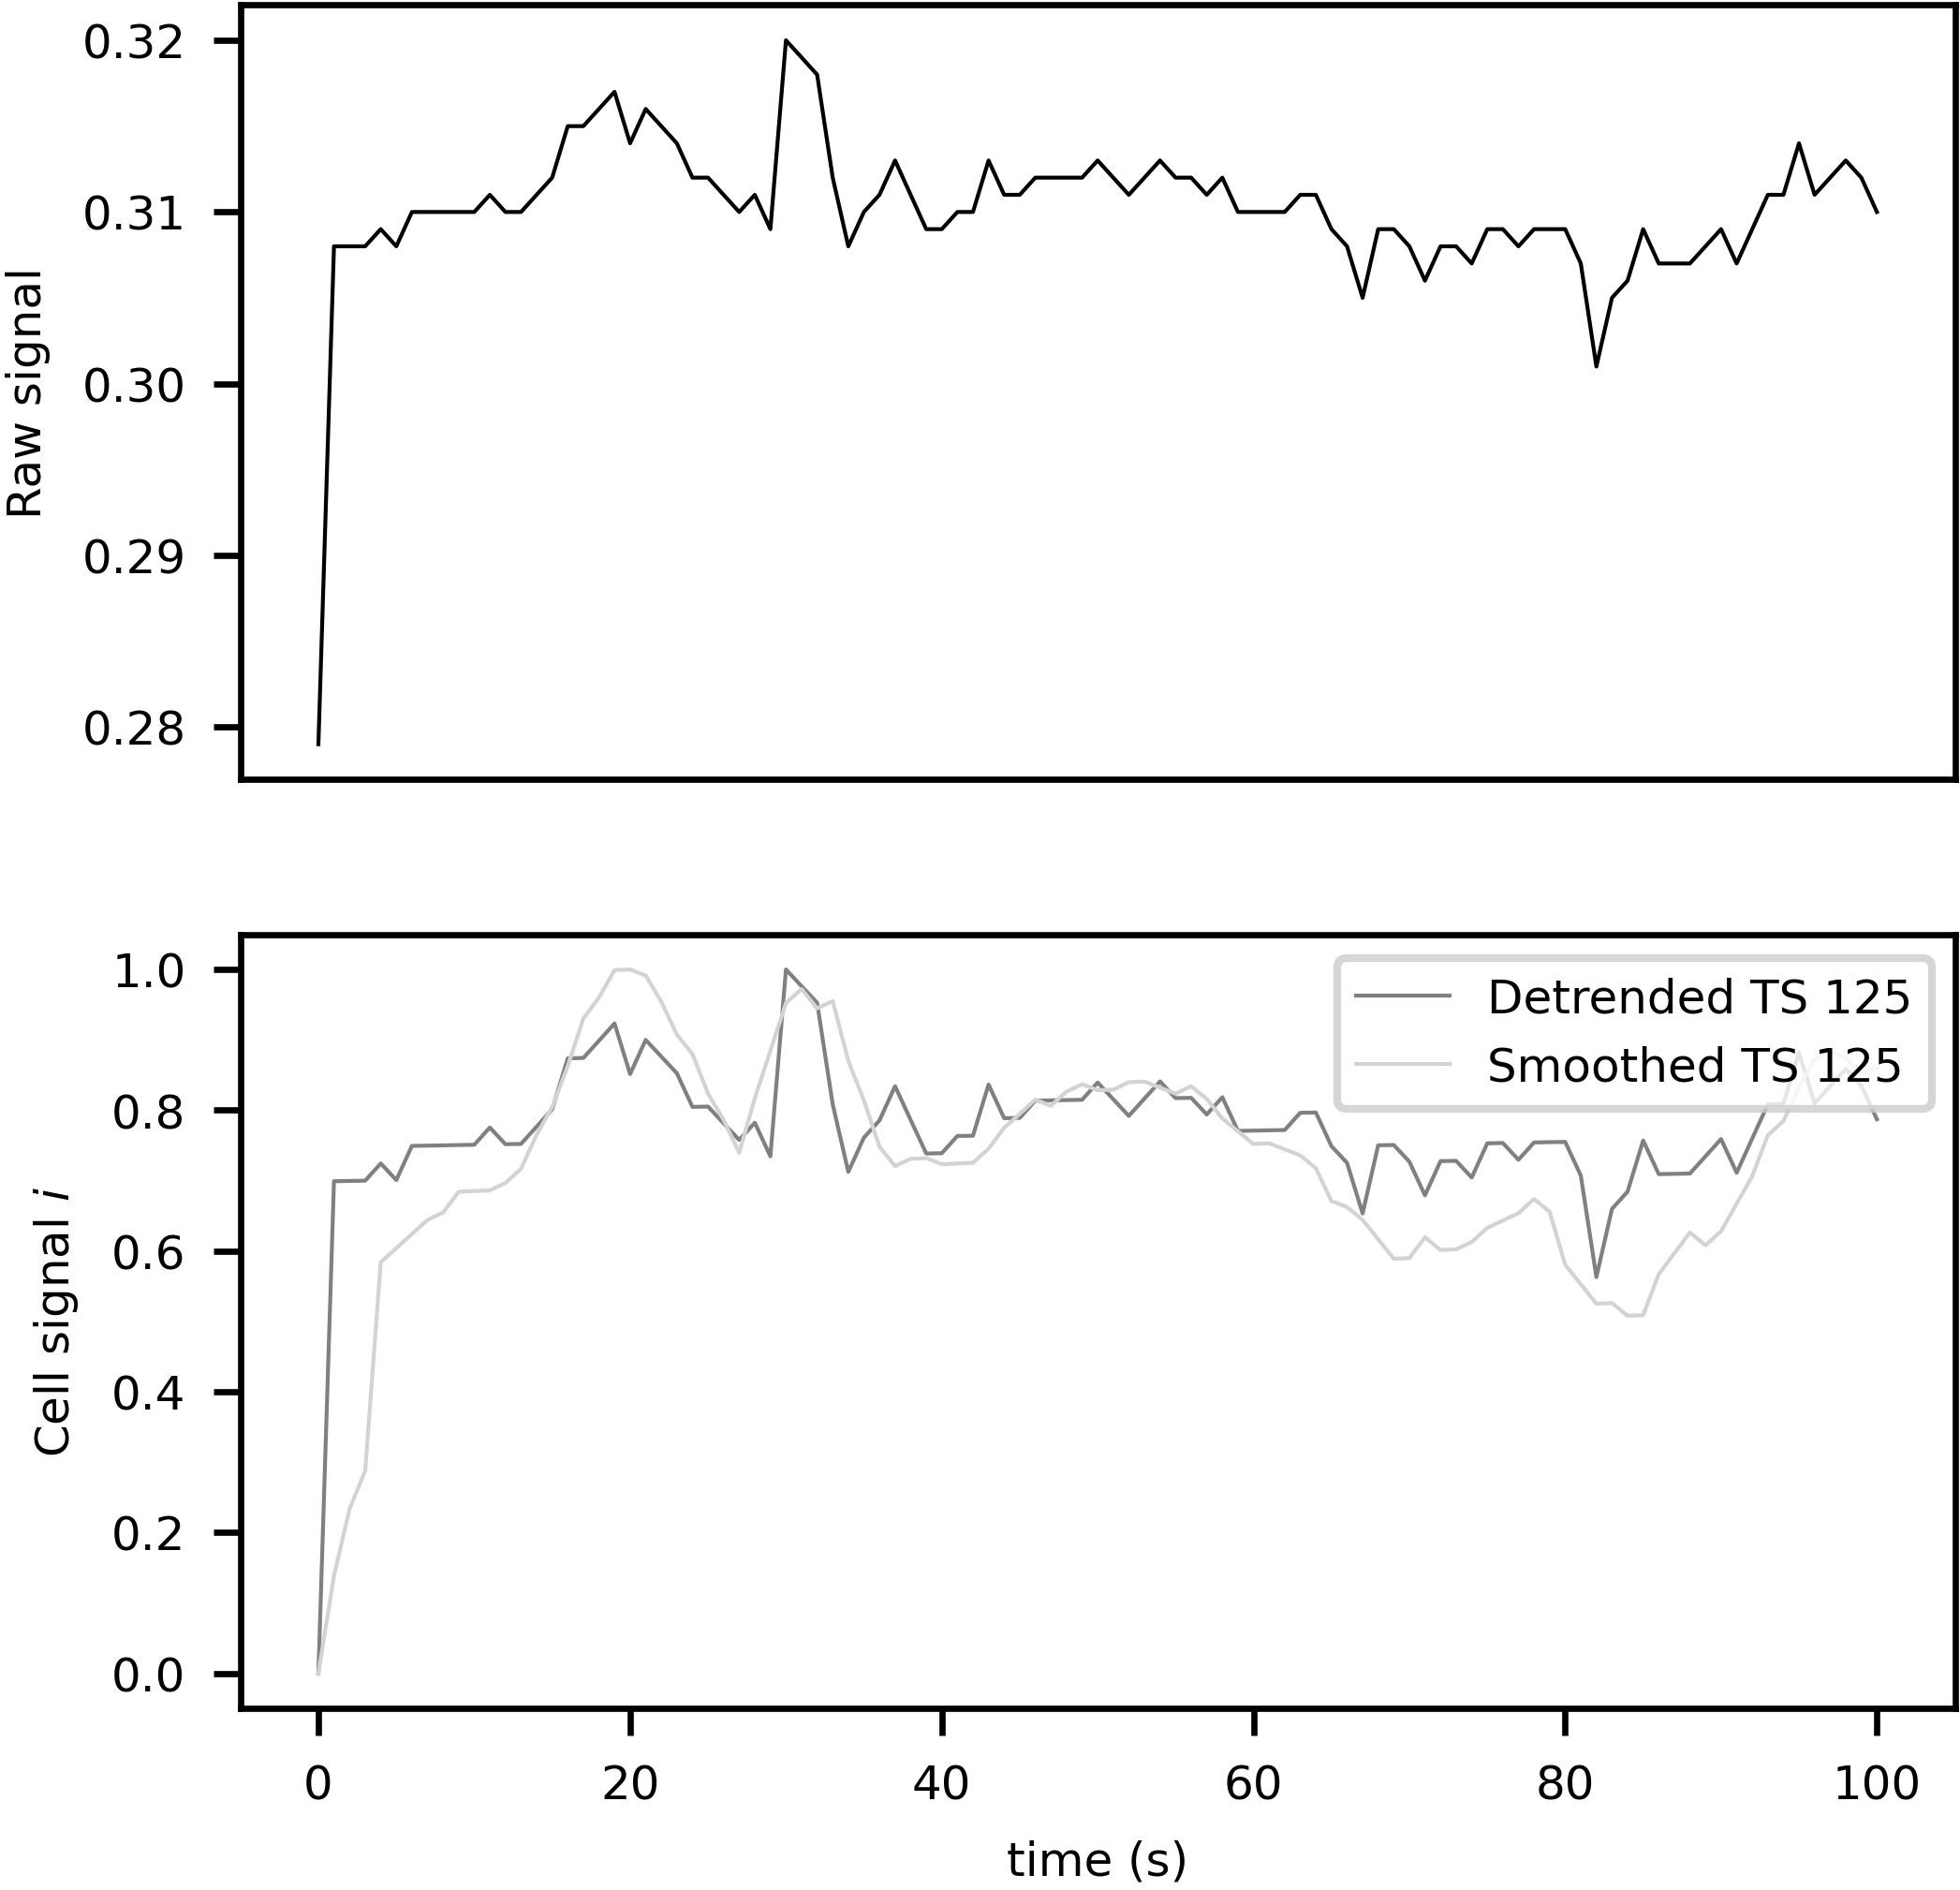 0.32
0.31
0.30
0.29
0.28
Raw signal
1.0
0.8
0.6
0.4
0.2
0.0
Cell signal i
Detrended TS 125
Smoothed TS 125
0 20 40 60 80 100
time (s)